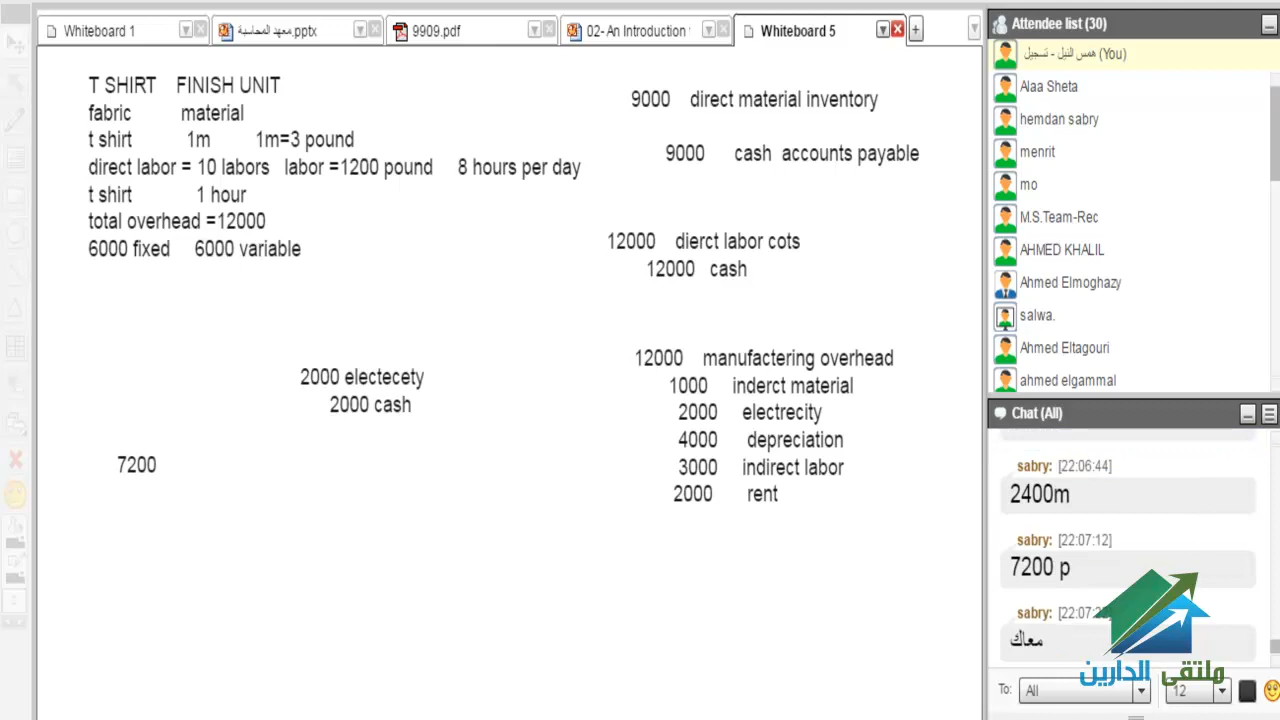 Whiteboard 1
معهد المحاسبة.pptx
9909.pdf
02- An Introduction
Whiteboard 5
T SHIRT FINISH UNIT
fabric material
t shirt 1m 1m=3 pound
direct labor = 10 labors labor =1200 pound 8 hours per day
t shirt 1 hour
total overhead =12000
6000 fixed 6000 variable
2000 electecety
2000 cash
7200
9000 direct material inventory
9000 cash accounts payable
12000 dierct labor cots
12000 cash
12000 manufactering overhead
1000 inderct material
2000 electrecity
4000 depreciation
3000 indirect labor
2000 rent
Attendee list (30)
همس النيل - تسجيل (You)
Alaa Sheta
hemdan sabry
menrit
mo
M.S.Team-Rec
AHMED KHALIL
Ahmed Elmoghazy
salwa.
Ahmed Eltagouri
ahmed elgammal
Chat (All)
sabry: [22:06:44]
2400m
sabry: [22:07:12]
7200 p
sabry:
معاك
ملتقى الدارين
To: All 12